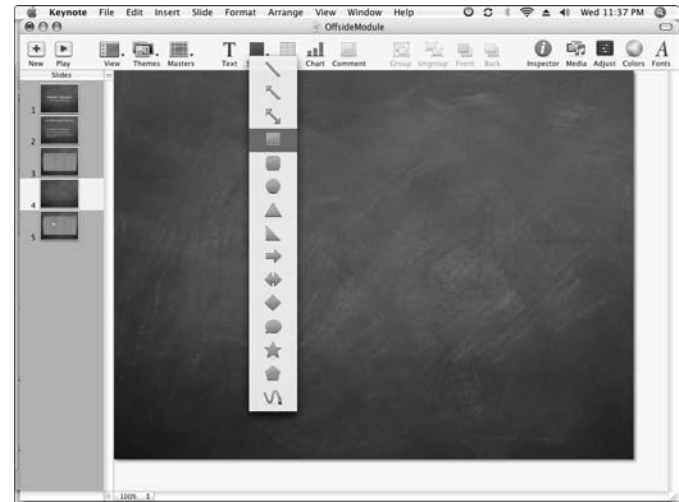 Keynote File Edit Insert Slide Format Arrange View Window Help Wed 11:37 PM
OffsideModule
New Play View Themes Masters Text Chart Comment Group Ungroup Front Back Inspector Media Adjust Colors Fonts
Slides
1
2
3
4
5
100%